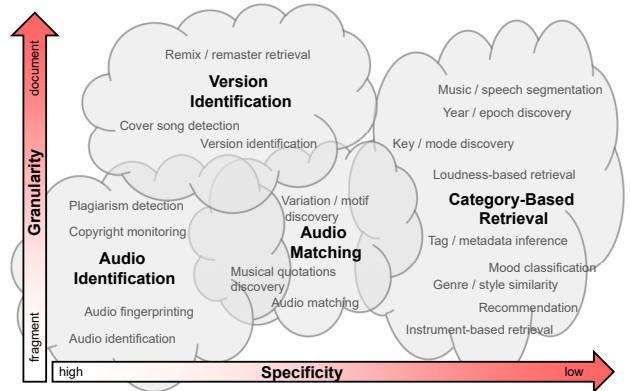 document
Granularity
fragment
Remix / remaster retrieval
Version
Identification
Cover song detection
Version identification
Music / speech segmentation
Year / epoch discovery
Key / mode discovery
Loudness-based retrieval
Category-Based
Retrieval
Tag / metadata inference
Mood classification
Genre / style similarity
Recommendation
Instrument-based retrieval
Plagiarism detection
Copyright monitoring
Audio
Identification
Audio fingerprinting
Audio identification
Variation / motif
discovery
Audio
Matching
Musical quotations
discovery
Audio matching
high
Specificity
low